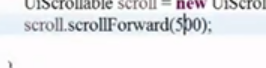 UiScrollable scroll = new UiScrol
scroll.scrollForward(500);
}